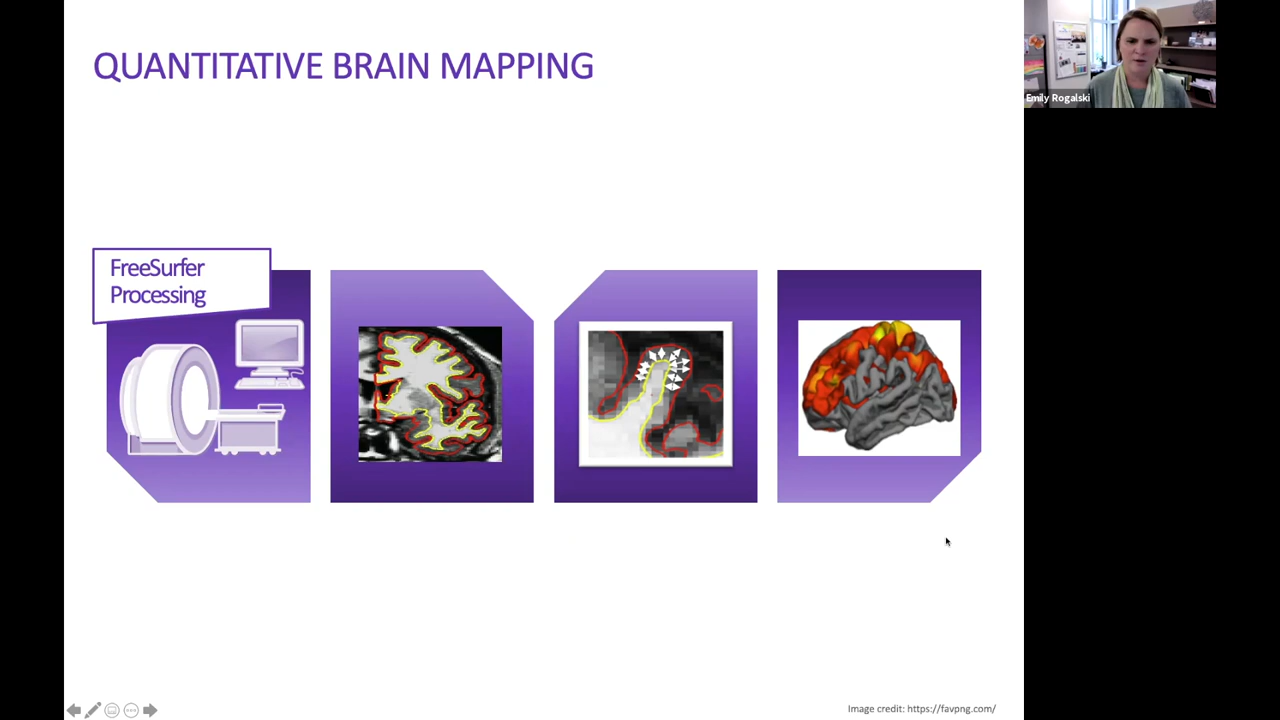 QUANTITATIVE BRAIN MAPPING
Emily Rogalski
FreeSurfer
Processing
Image credit: https://favpng.com/